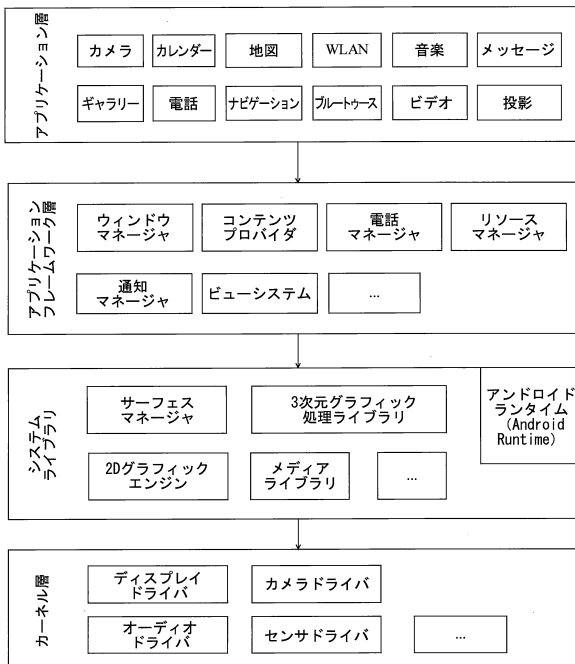 アプリケーション層
カメラ
カレンダー
地図
WLAN
音楽
メッセージ
ギャラリー
電話
ナビゲーション
ブルートゥース
ビデオ
投影
アプリケーション
フレームワーク層
ウィンドウ
マネージャ
コンテンツ
プロバイダ
電話
マネージャ
リソース
マネージャ
通知
マネージャ
ビューシステム
...
システム
ライブラリ
サーフェス
マネージャ
3次元グラフィック
処理ライブラリ
アンドロイド
ランタイム
(Android
Runtime)
2Dグラフィック
エンジン
メディア
ライブラリ
...
カーネル層
ディスプレイ
ドライバ
カメラドライバ
オーディオ
ドライバ
センサドライバ
...